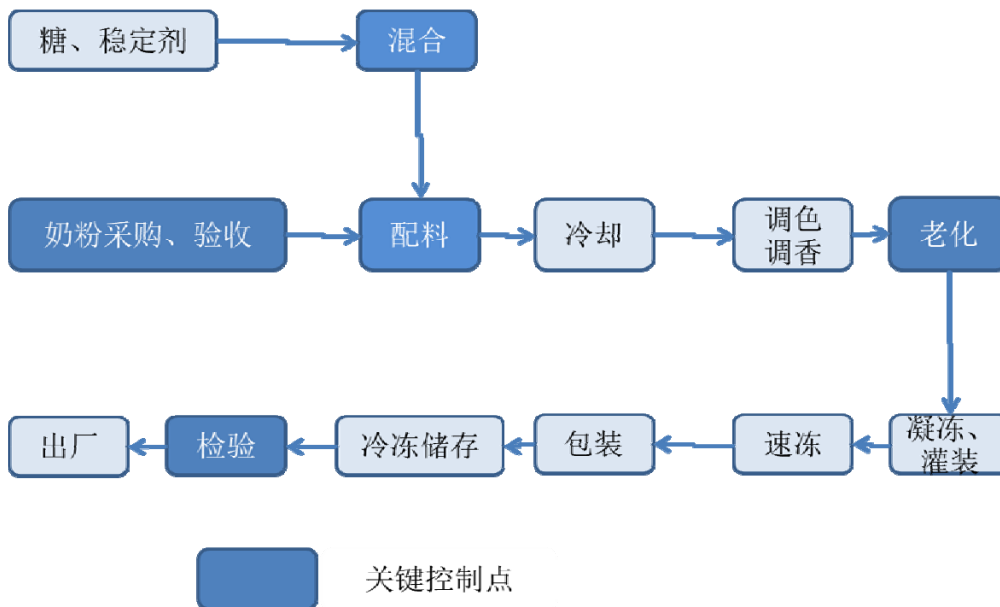 糖、稳定剂
混合
奶粉采购、验收
配料
冷却
调色
调香
老化
出厂
检验
冷冻储存
包装
速冻
凝冻、
灌装
关键控制点